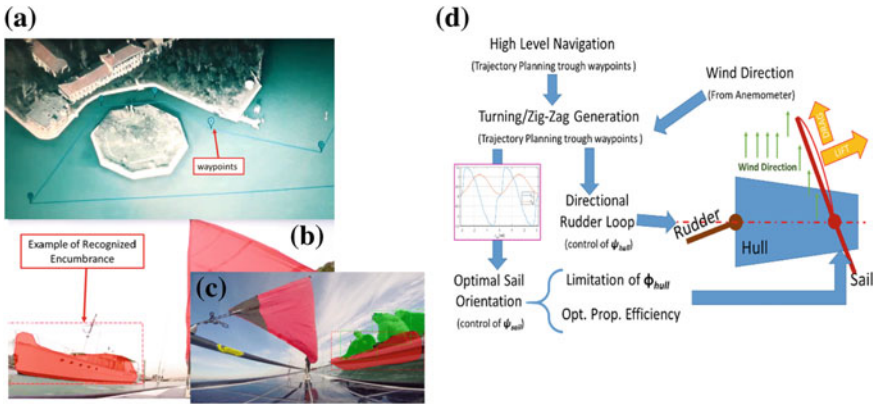 (a)
waypoints
Example of Recognized
Encumbrance
(b)
(c)
(d)
High Level Navigation
(Trajectory Planning trough waypoints )
Wind Direction
(From Anemometer)
Turning/Zig-Zag Generation
(Trajectory Planning trough waypoints )
Directional
Rudder Loop
(control of ψhull)
Optimal Sail
Orientation
(control of ψsail)
Limitation of ϕhull
Opt. Prop. Efficiency
Wind Direction
LIFT
Rudder
Hull
Sail